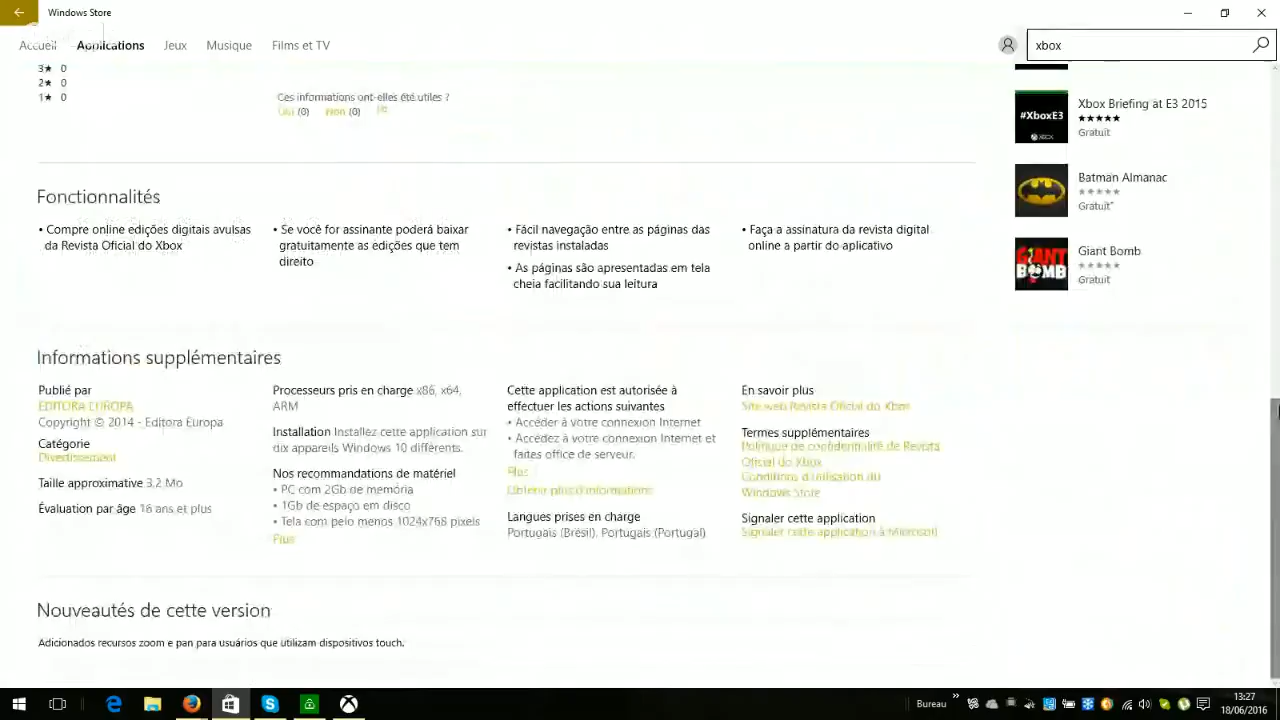 Windows Store
Accueil Applications Jeux Musique Films et TV
xbox
3★ 0
2★ 0
1★ 0
Ces informations ont-elles été utiles ?
Oui (0) Non (0)
Fonctionnalités
• Compre online edições digitais avulsas
da Revista Oficial do Xbox
• Se você for assinante poderá baixar
gratuitamente as edições que tem
direito
• Fácil navegação entre as páginas das
revistas instaladas
• As páginas são apresentadas em tela
cheia facilitando sua leitura
• Faça a assinatura da revista digital
online a partir do aplicativo
Informations supplémentaires
Publié par
EDITORA EUROPA
Copyright © 2014 - Editora Europa
Catégorie
Divertissement
Taille approximative 3.2 Mo
Évaluation par âge 16 ans et plus
Processeurs pris en charge x86, x64,
ARM
Installation Installez cette application sur
dix appareils Windows 10 différents.
Nos recommandations de matériel
• PC com 2Gb de memória
• 1Gb de espaço em disco
• Tela com pelo menos 1024x768 pixels
Plus
Cette application est autorisée à
effectuer les actions suivantes
• Accéder à votre connexion Internet
• Accédez à votre connexion Internet et
faites office de serveur.
Plus
Obtenir plus d'informations
Langues prises en charge
Portugais (Brésil), Portugais (Portugal)
En savoir plus
Site web Revista Oficial do Xbox
Termes supplémentaires
Politique de confidentialité de Revista
Oficial do Xbox
Conditions d'utilisation du
Windows Store
Signaler cette application
Signaler cette application à Microsoft
Nouveautés de cette version
Adicionados recursos zoom e pan para usuários que utilizam dispositivos touch.
#XboxE3
XBOX
Xbox Briefing at E3 2015
★★★★★
Gratuit
Batman Almanac
★★★★★
Gratuit*
GIANT
BOMB
Giant Bomb
★★★★★
Gratuit
Bureau
13:27
18/06/2016